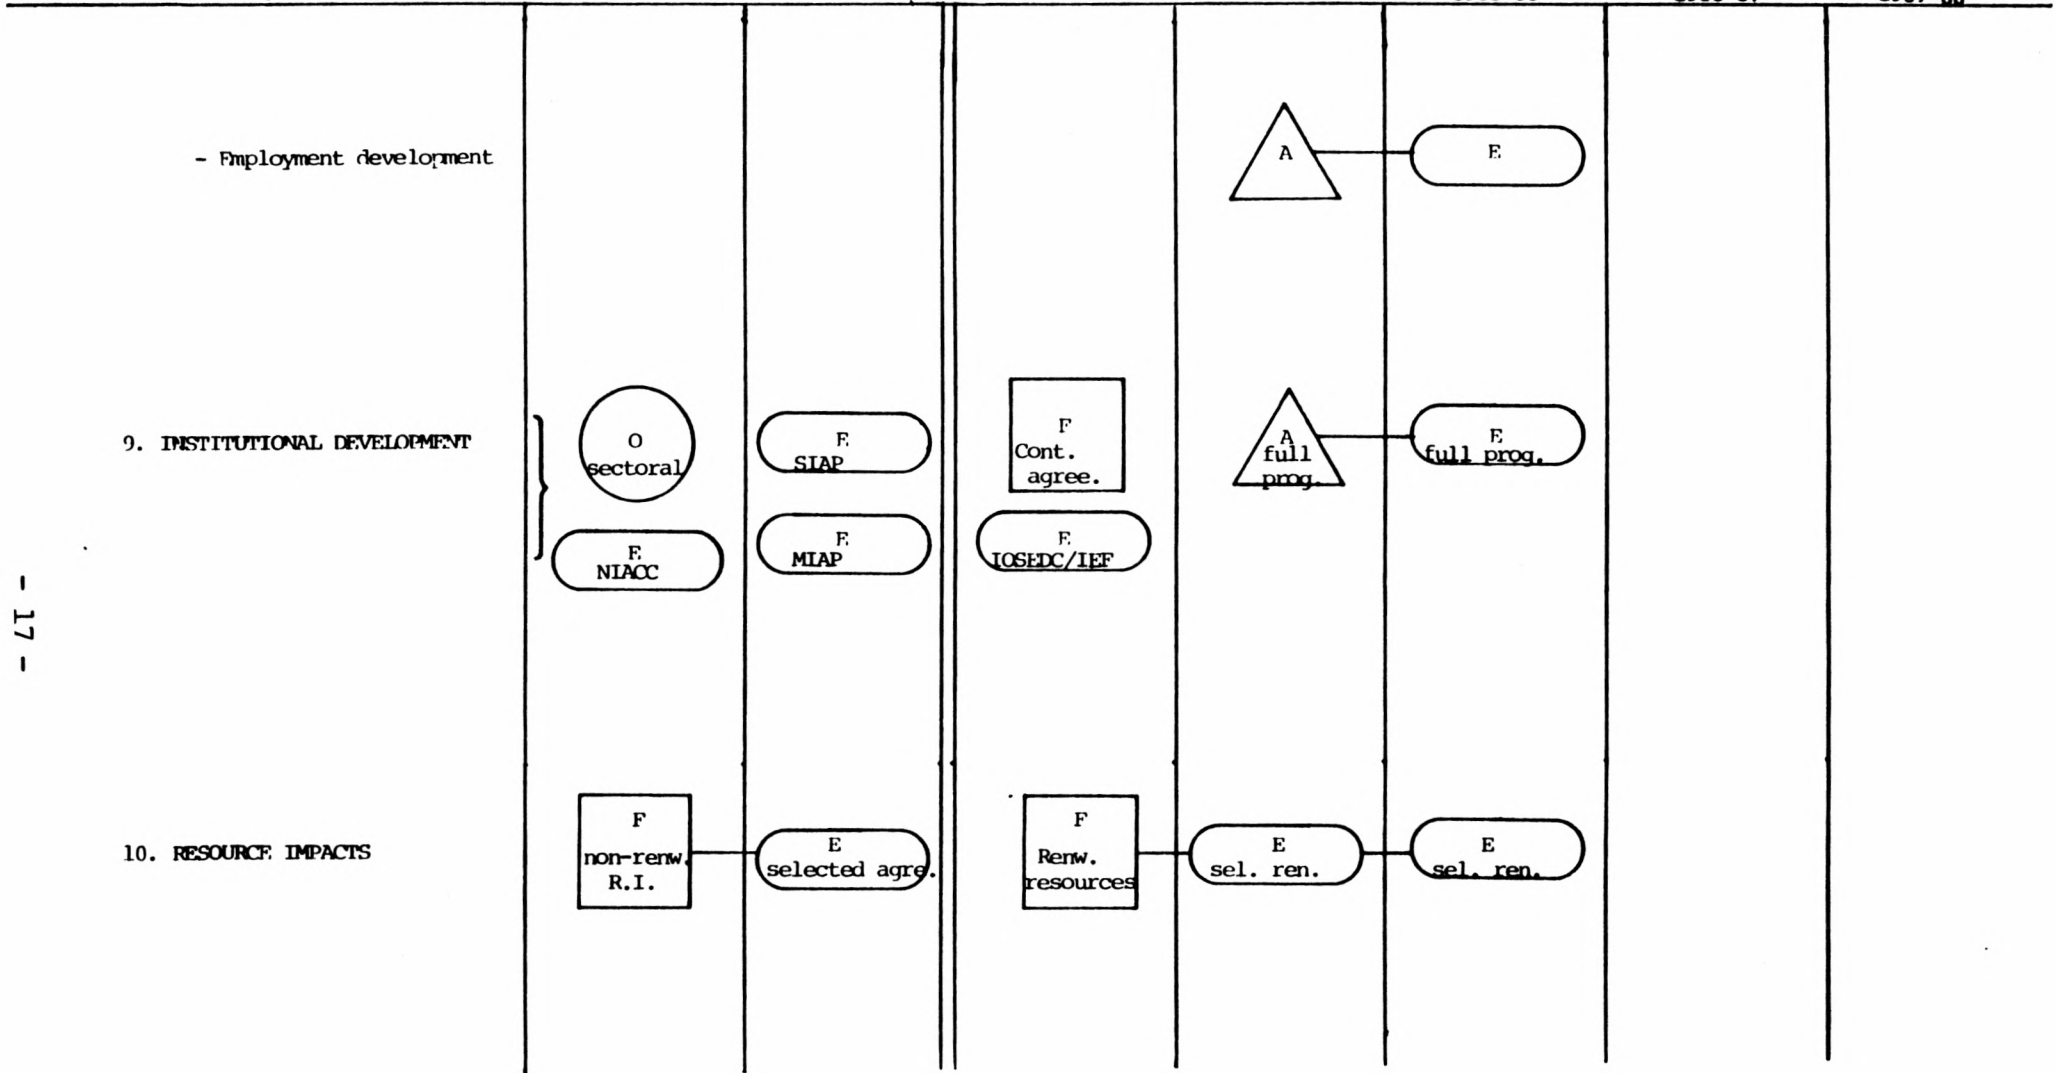 - Employment development
A
E
9. INSTITUTIONAL DEVELOPMENT
O
sectoral
E
SIAP
F
Cont.
agree.
A
full
prog.
E
full prog.
E
NIACC
E
MIAP
E
IOSEDC/IEF
- 17 -
10. RESOURCE IMPACTS
F
non-renw.
R.I.
E
selected agre.
F
Renw.
resources
E
sel. ren.
E
sel. ren.